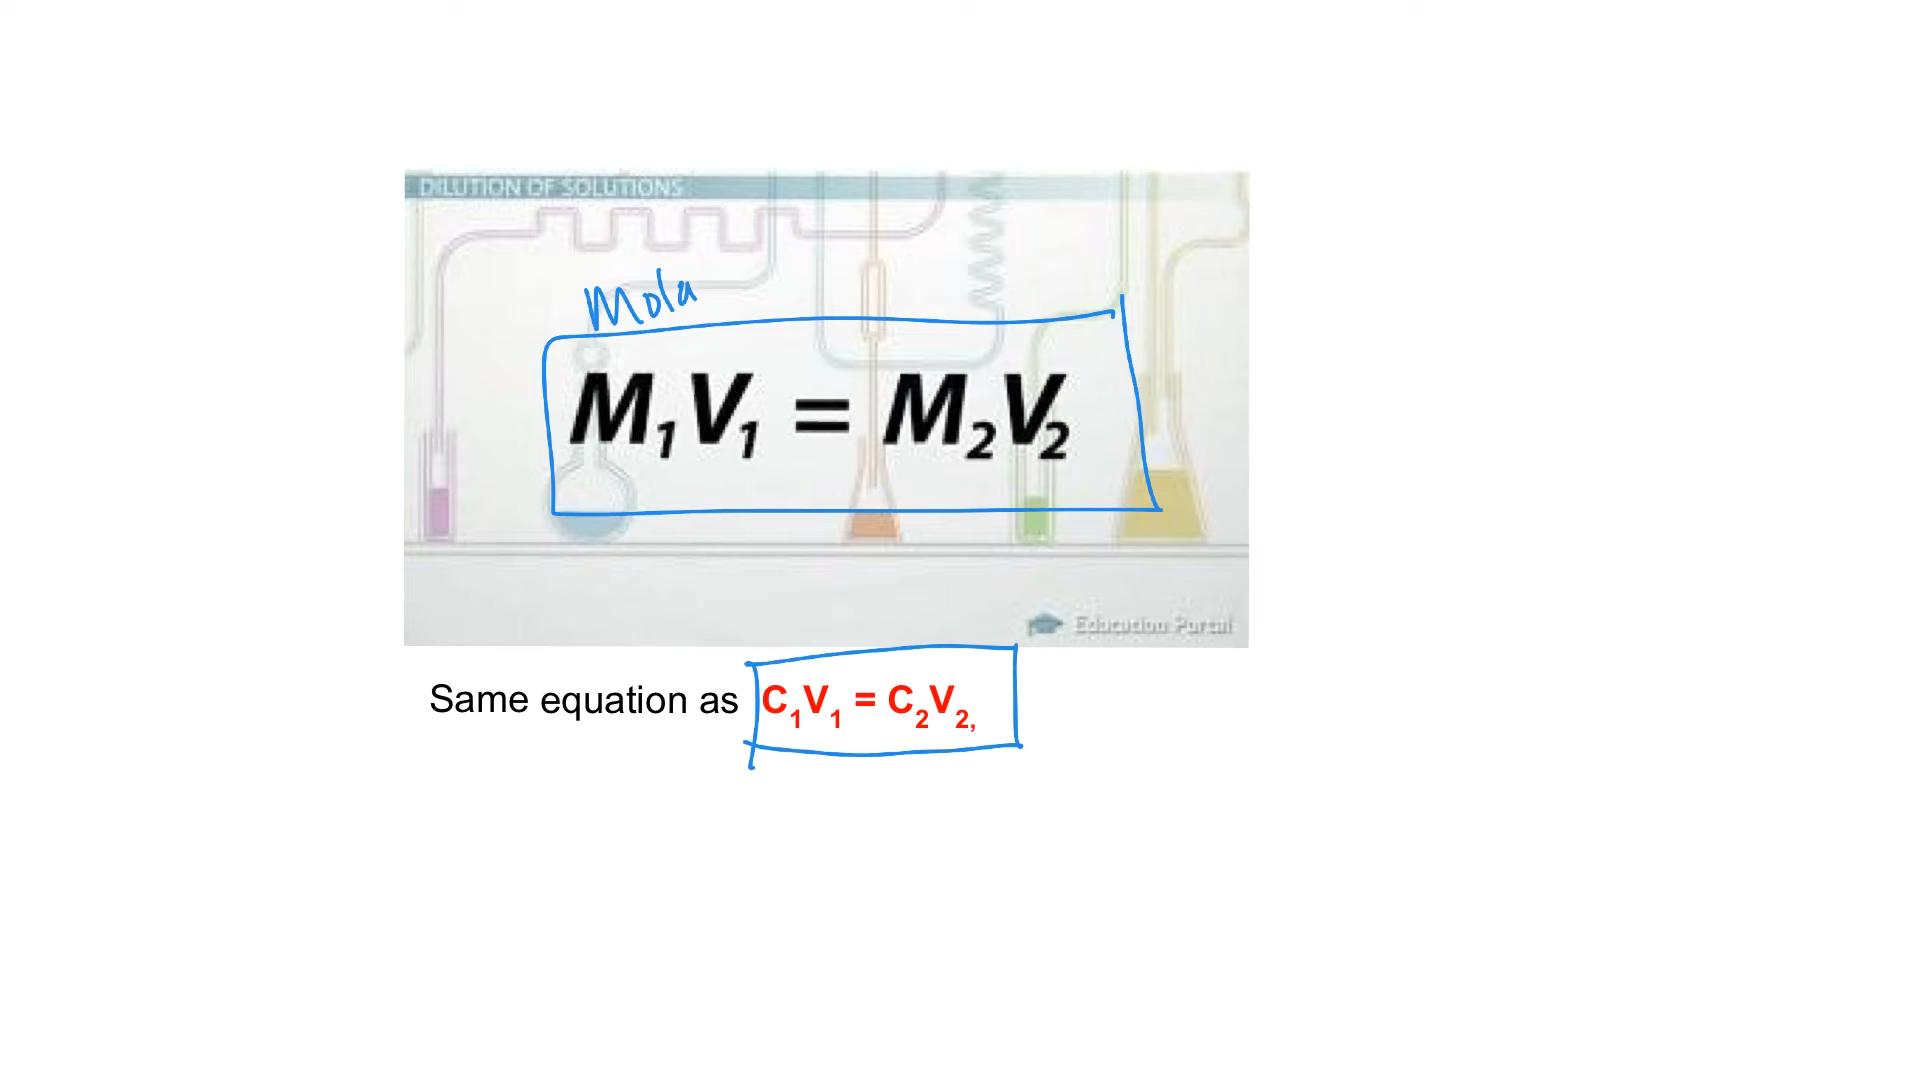 DILUTION OF SOLUTIONS
Mola
M₁V₁ = M₂V₂
Education Portal
Same equation as C₁V₁ = C₂V₂,